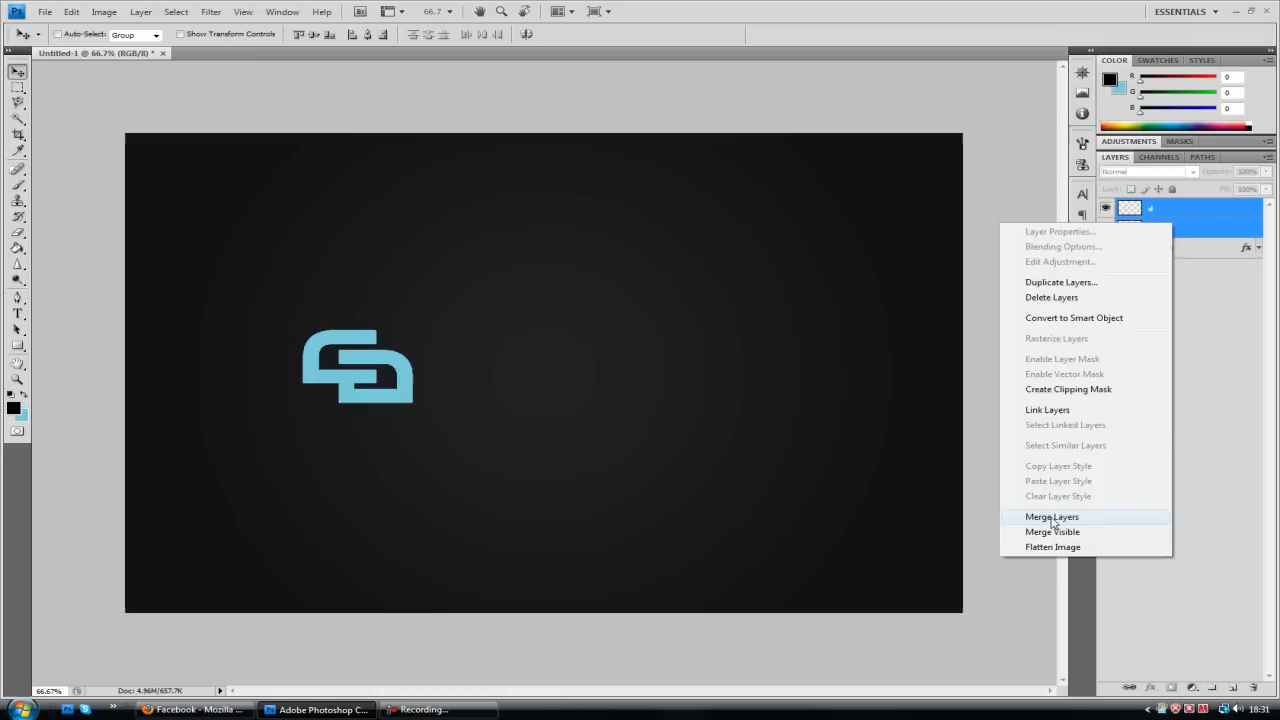 Ps File Edit Image Layer Select Filter View Window Help Br 66.7 ESSENTIALS
Auto-Select: Group Show Transform Controls
Untitled-1 @ 66.7% (RGB/8) *
COLOR SWATCHES STYLES
R 0
G 0
B 0
ADJUSTMENTS MASKS
LAYERS CHANNELS PATHS
Normal Opacity: 100%
Lock: Fill: 100%
d
fx
Layer Properties...
Blending Options...
Edit Adjustment...
Duplicate Layers...
Delete Layers
Convert to Smart Object
Rasterize Layers
Enable Layer Mask
Enable Vector Mask
Create Clipping Mask
Link Layers
Select Linked Layers
Select Similar Layers
Copy Layer Style
Paste Layer Style
Clear Layer Style
Merge Layers
Merge Visible
Flatten Image
66.67% Doc: 4.96M/657.7K
Facebook - Mozilla ... Adobe Photoshop C... Recording... 18:31